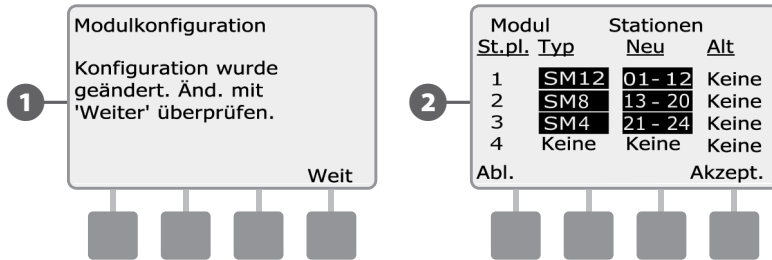 1
Modulkonfiguration
Konfiguration wurde
geändert. Änd. mit
'Weiter' überprüfen.
Weit
2
Modul Stationen
St.pl. Typ Neu Alt
1 SM12 01- 12 Keine
2 SM8 13 - 20 Keine
3 SM4 21 - 24 Keine
4 Keine Keine Keine
Abl. Akzept.